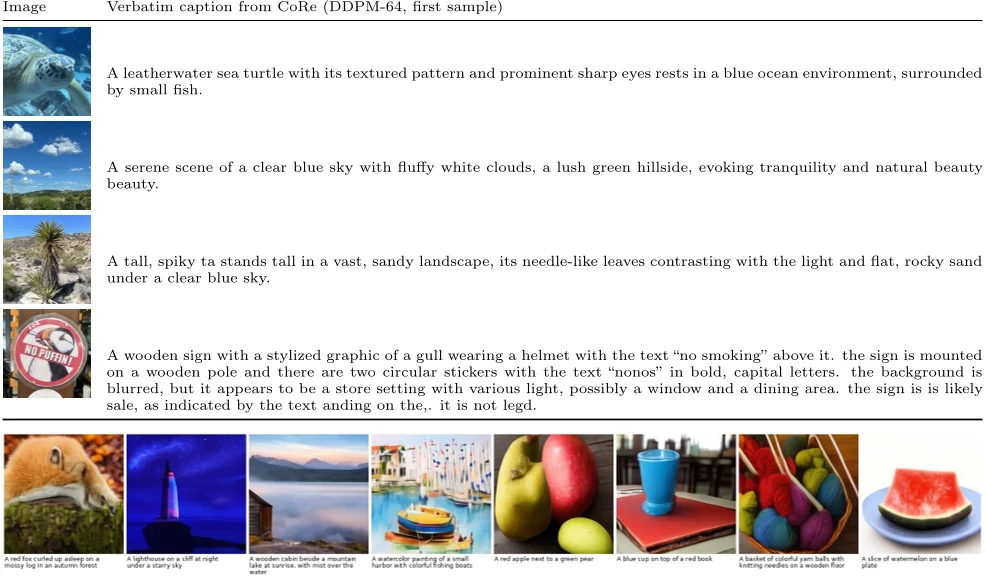 Image Verbatim caption from CoRe (DDPM-64, first sample)
A leatherwater sea turtle with its textured pattern and prominent sharp eyes rests in a blue ocean environment, surrounded
by small fish.
A serene scene of a clear blue sky with fluffy white clouds, a lush green hillside, evoking tranquility and natural beauty
beauty.
A tall, spiky ta stands tall in a vast, sandy landscape, its needle-like leaves contrasting with the light and flat, rocky sand
under a clear blue sky.
NO PUFFIN!
A wooden sign with a stylized graphic of a gull wearing a helmet with the text “no smoking” above it. the sign is mounted
on a wooden pole and there are two circular stickers with the text “nonos” in bold, capital letters. the background is
blurred, but it appears to be a store setting with various light, possibly a window and a dining area. the sign is is likely
sale, as indicated by the text anding on the,. it is not legd.
A red fox curled up asleep on a
mossy log in an autumn forest
A lighthouse on a cliff at night
under a starry sky
A wooden cabin beside a mountain
lake at sunrise, with mist over the
water
A watercolor painting of a small
harbor with colorful fishing boats
A red apple next to a green pear
A blue cup on top of a red book
A basket of colorful yarn balls with
knitting needles on a wooden floor
A slice of watermelon on a blue
plate